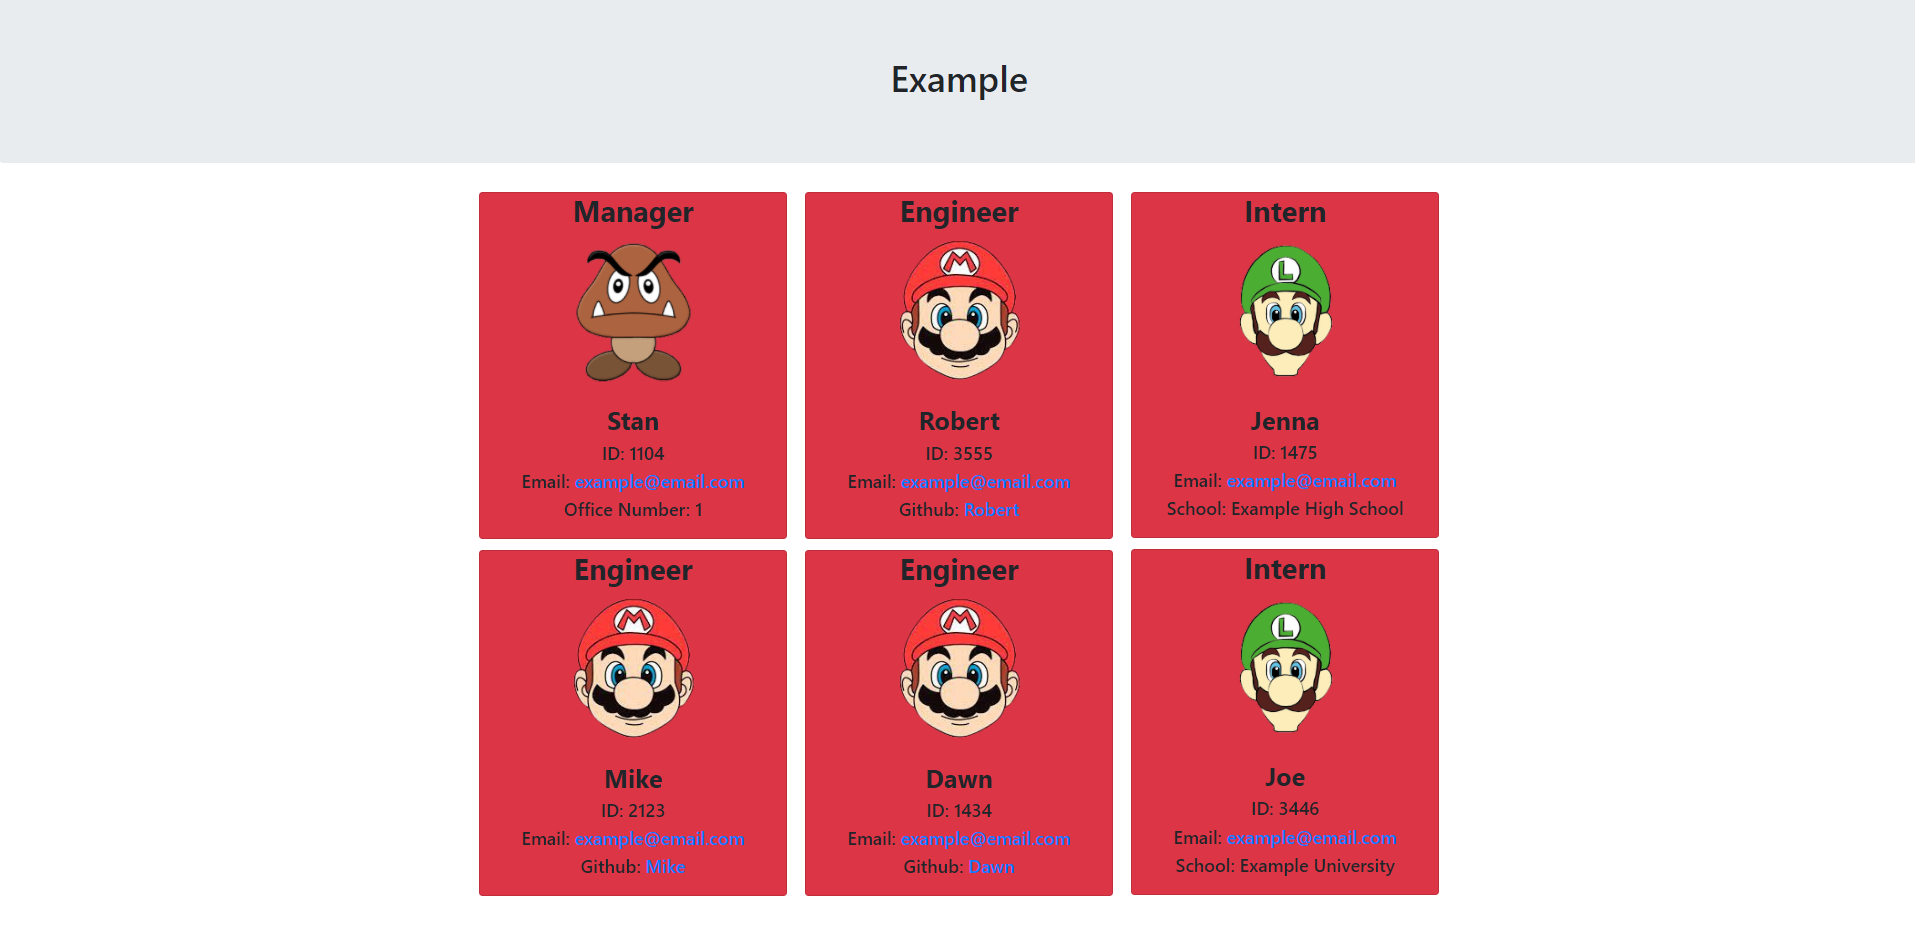 Example
Manager
M
Stan
ID: 1104
Email: example@email.com
Office Number: 1
Engineer
M
Robert
ID: 3555
Email: example@email.com
Github: Robert
Intern
L
Jenna
ID: 1475
Email: example@email.com
School: Example High School
Engineer
M
Mike
ID: 2123
Email: example@email.com
Github: Mike
Engineer
M
Dawn
ID: 1434
Email: example@email.com
Github: Dawn
Intern
L
Joe
ID: 3446
Email: example@email.com
School: Example University